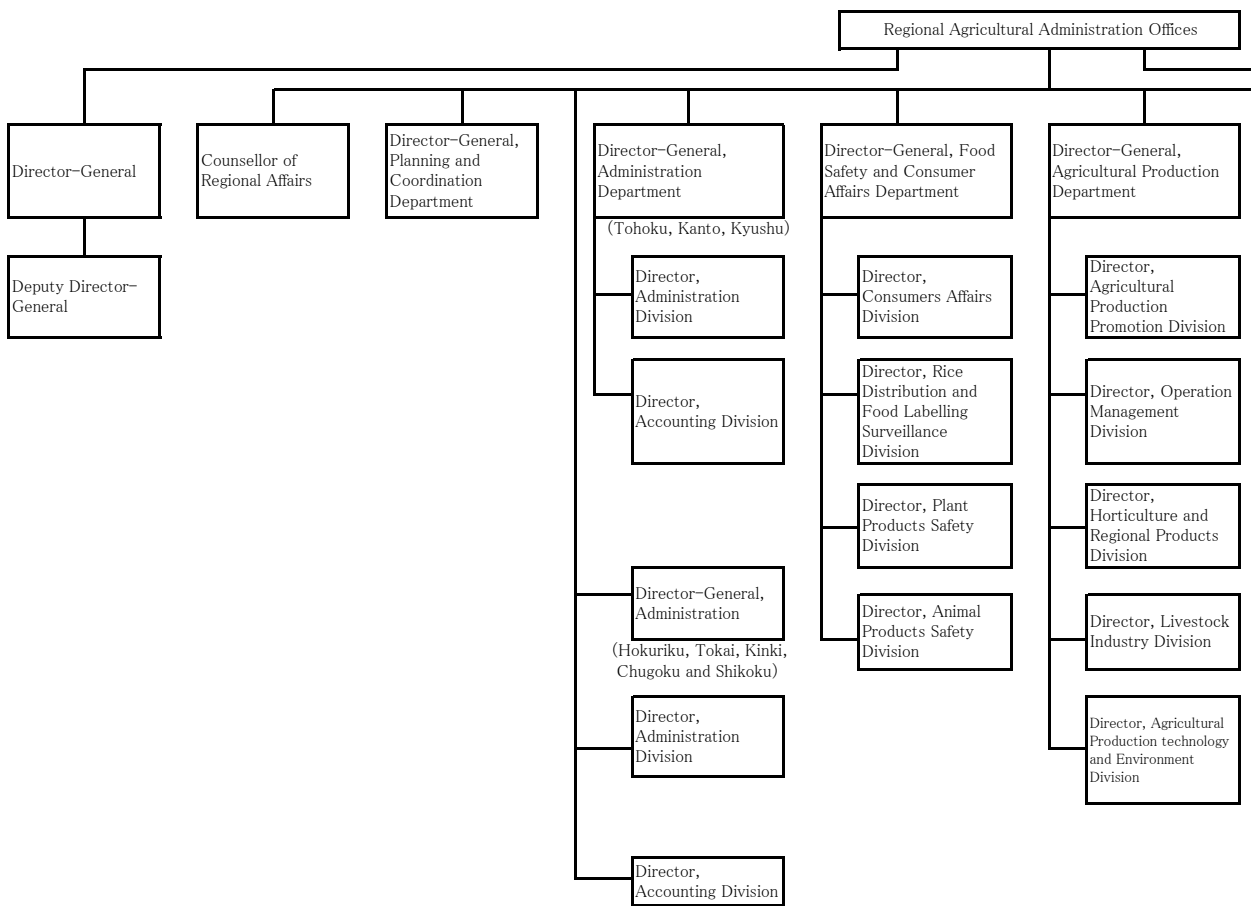 Regional Agricultural Administration Offices
Director-General
Counsellor of
Regional Affairs
Director-General,
Planning and
Coordination
Department
Director-General,
Administration
Department
Director-General, Food
Safety and Consumer
Affairs Department
Director-General,
Agricultural Production
Department
(Tohoku, Kanto, Kyushu)
Deputy Director-
General
Director,
Administration
Division
Director,
Consumers Affairs
Division
Director,
Agricultural
Production
Promotion Division
Director,
Accounting Division
Director, Rice
Distribution and
Food Labelling
Surveillance
Division
Director, Operation
Management
Division
Director, Plant
Products Safety
Division
Director,
Horticulture and
Regional Products
Division
Director-General,
Administration
(Hokuriku, Tokai, Kinki,
Chugoku and Shikoku)
Director, Animal
Products Safety
Division
Director, Livestock
Industry Division
Director,
Administration
Division
Director, Agricultural
Production technology
and Environment
Division
Director,
Accounting Division